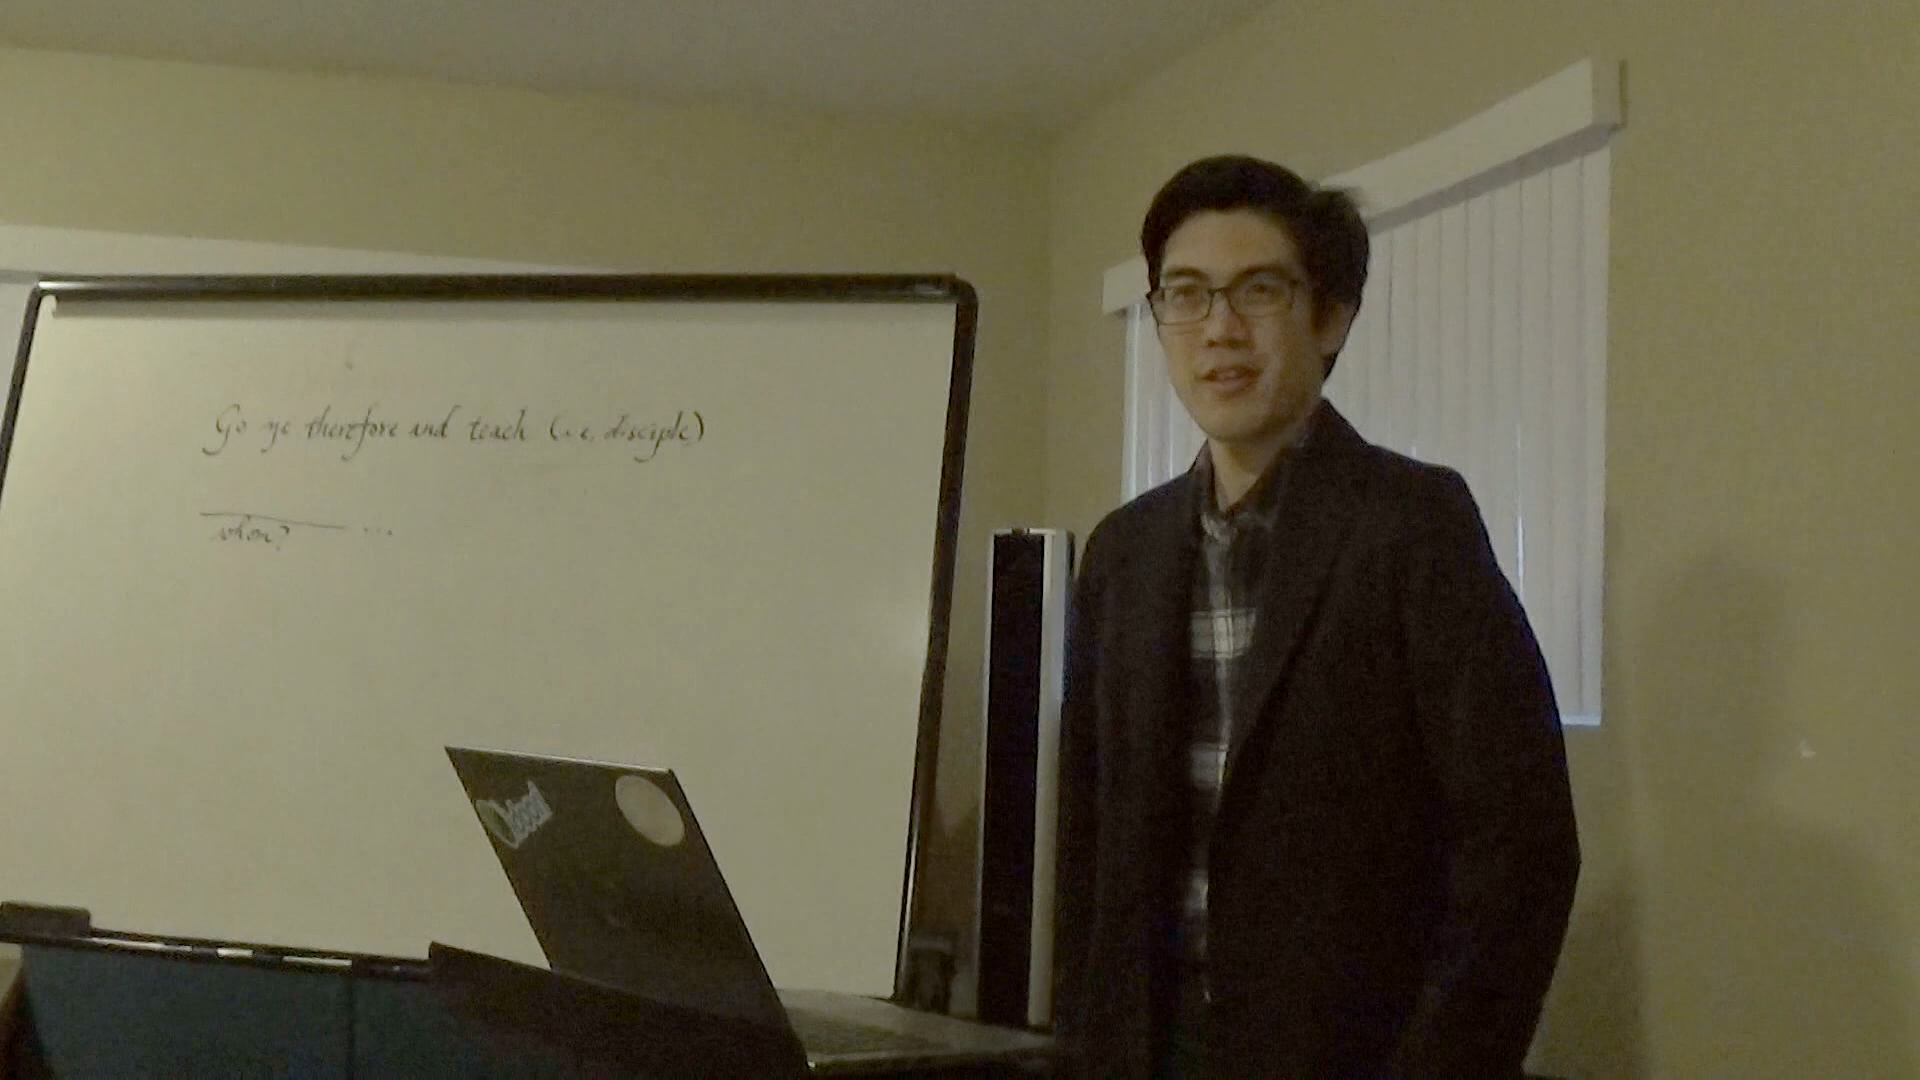 Go ye therefore and teach (i.e. disciple)
whom? ...